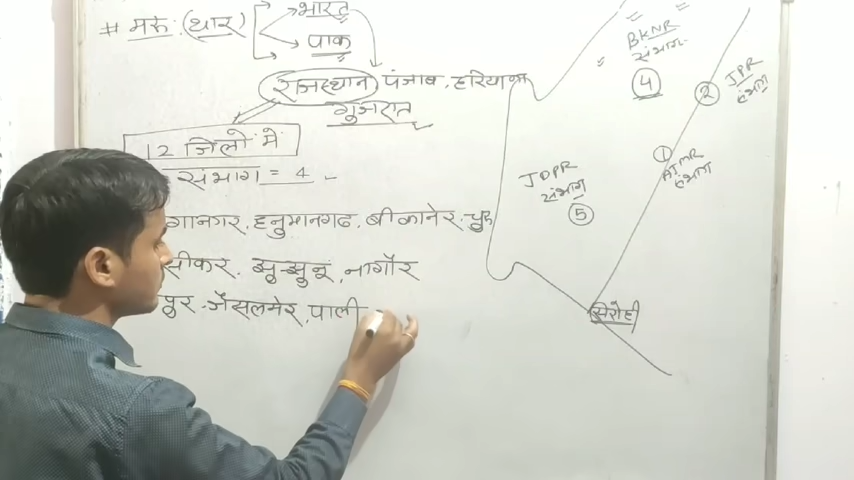 # मरु (थार)
भारत
पाक
राजस्थान पंजाब, हरियाणा
गुजरात
12 जिलों में
संभाग = 4
गानगर, हनुमानगढ, बीकानेर, चुरू
सीकर, झुन्झुनू, नागौर
पुर, जैसलमेर, पाली
BKNR
संभाग
4
JPR
संभाग
2
1
AJMR
संभाग
JDPR
संभाग
5
सिरोही